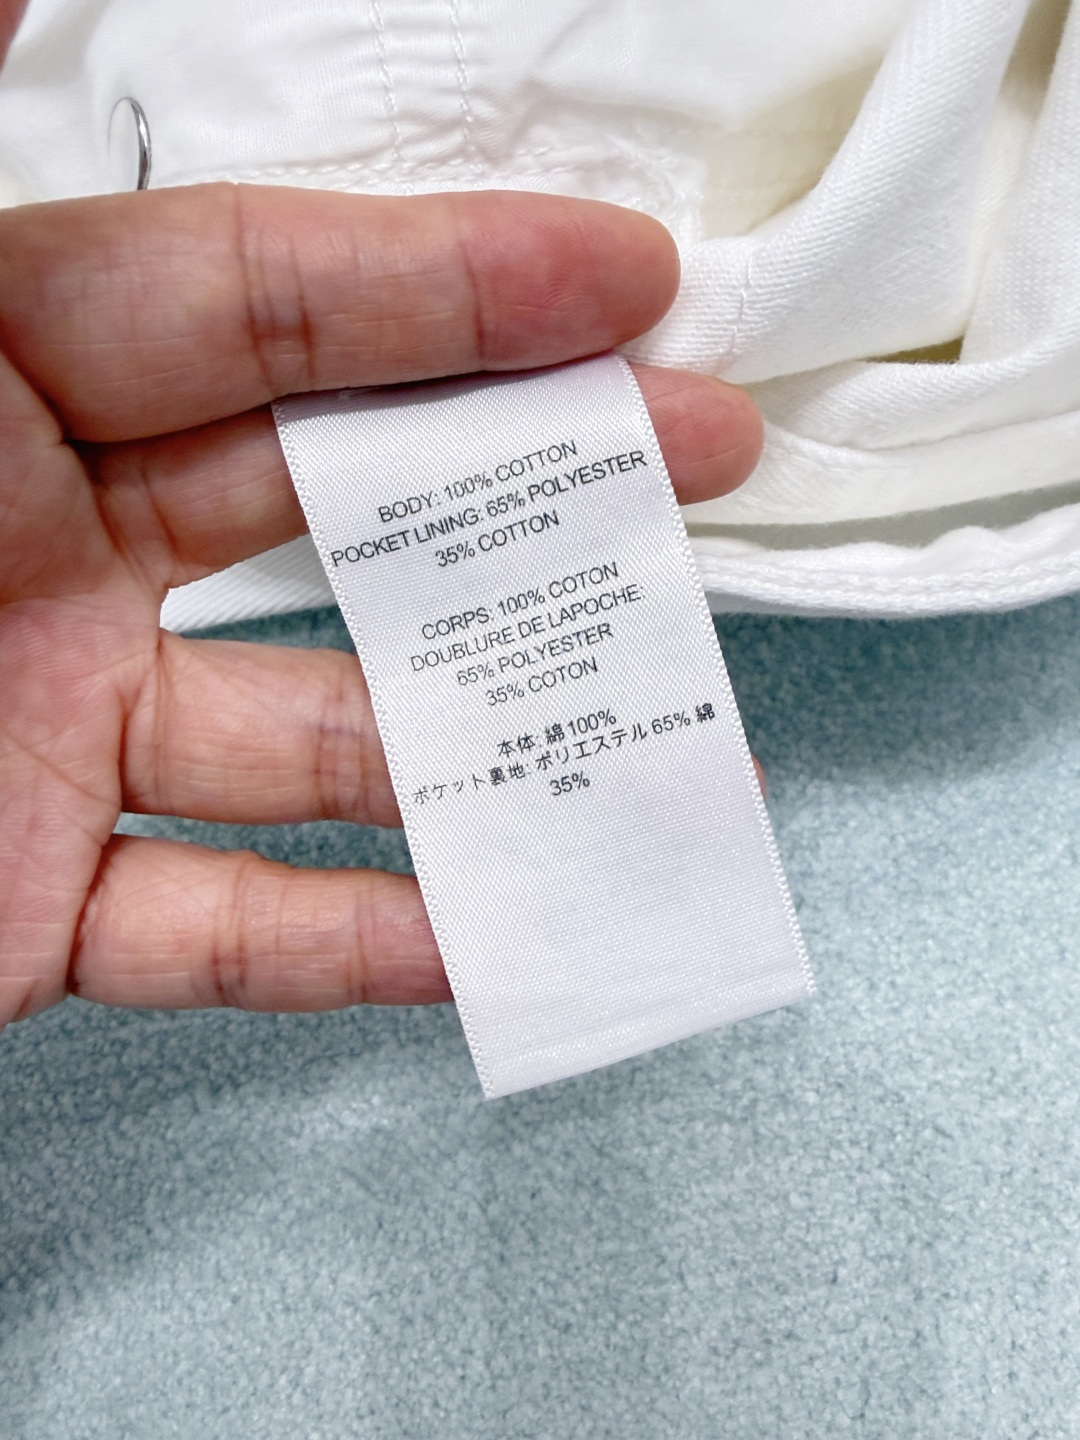 BODY: 100% COTTON
POCKET LINING: 65% POLYESTER
35% COTTON
CORPS: 100% COTON
DOUBLURE DE LAPOCHE:
65% POLYESTER
35% COTON
本体: 綿 100%
ポケット裏地: ポリエステル 65% 綿
35%